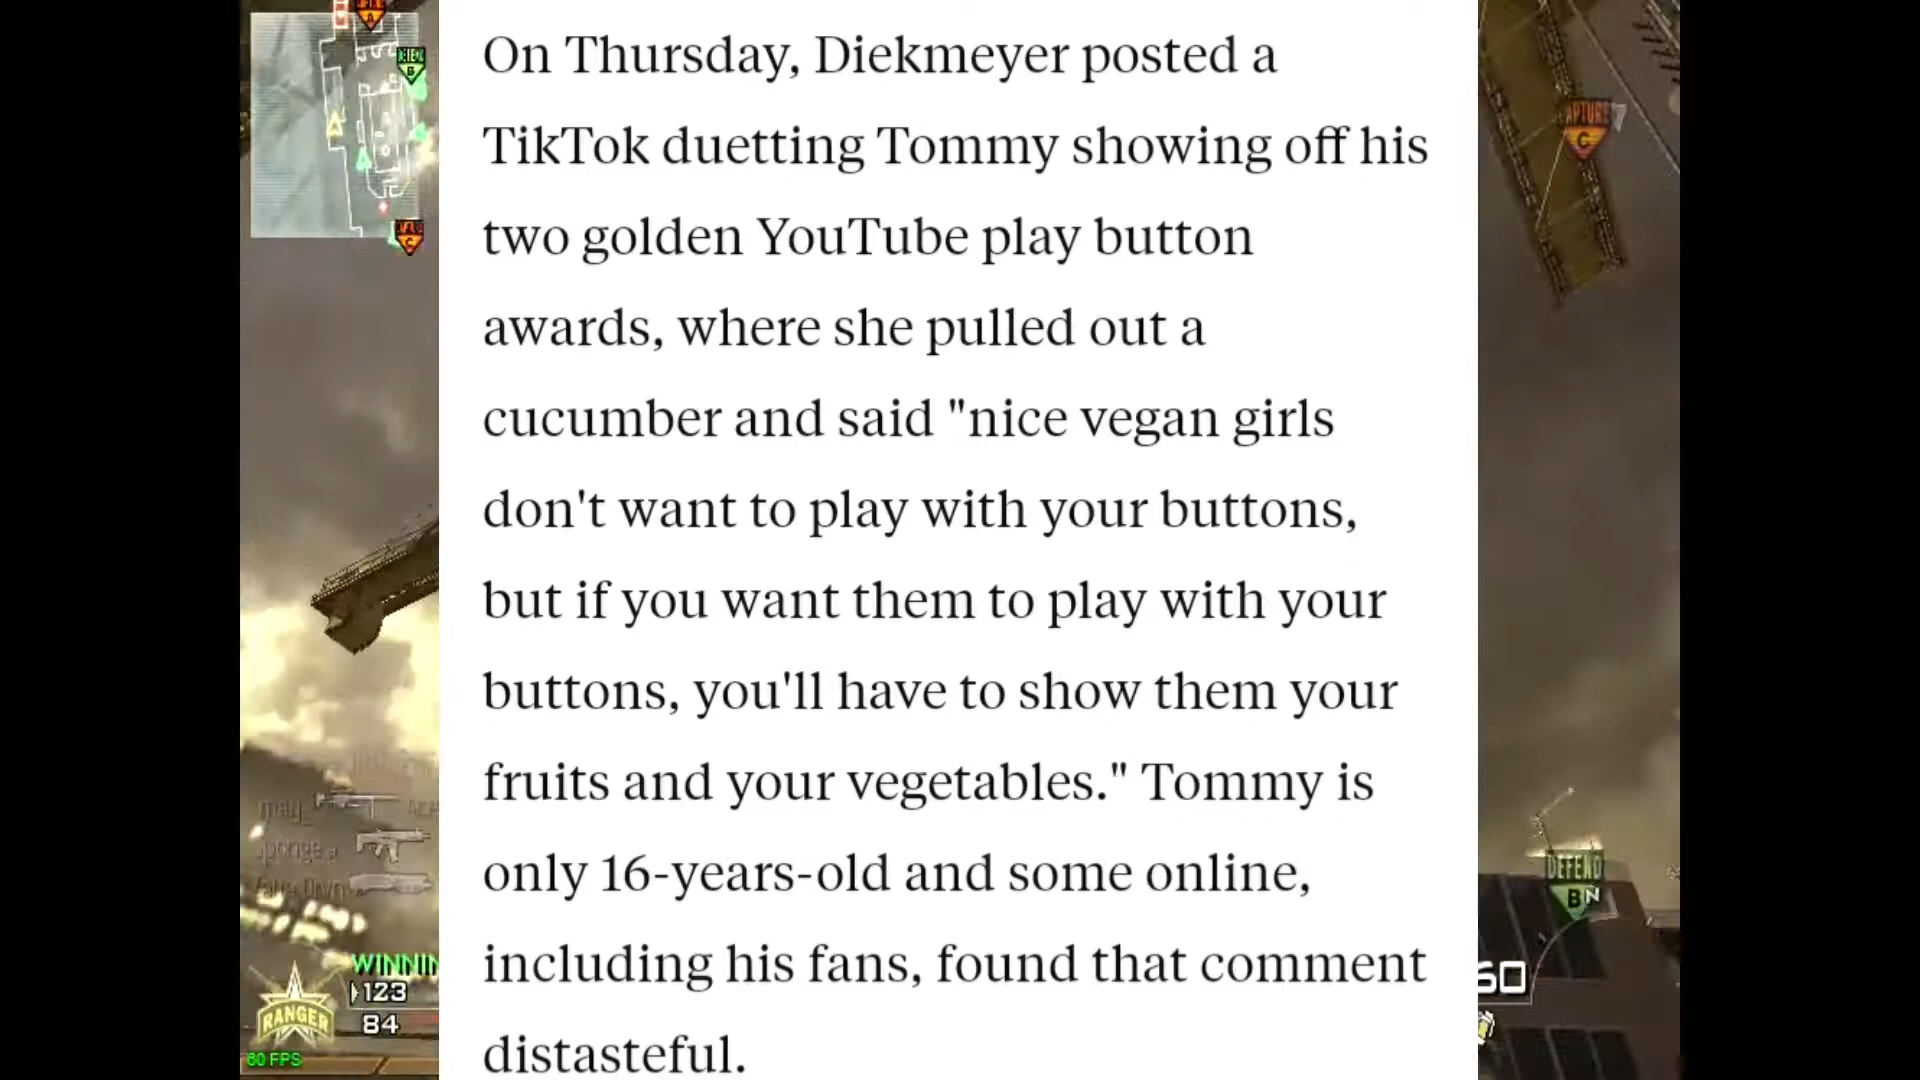 On Thursday, Diekmeyer posted a
TikTok duetting Tommy showing off his
two golden YouTube play button
awards, where she pulled out a
cucumber and said "nice vegan girls
don't want to play with your buttons,
but if you want them to play with your
buttons, you'll have to show them your
fruits and your vegetables." Tommy is
only 16-years-old and some online,
including his fans, found that comment
distasteful.
DEFEND
B
C
C
DEFEND
B N
WINNIN
123
84
RANGER
60 FPS